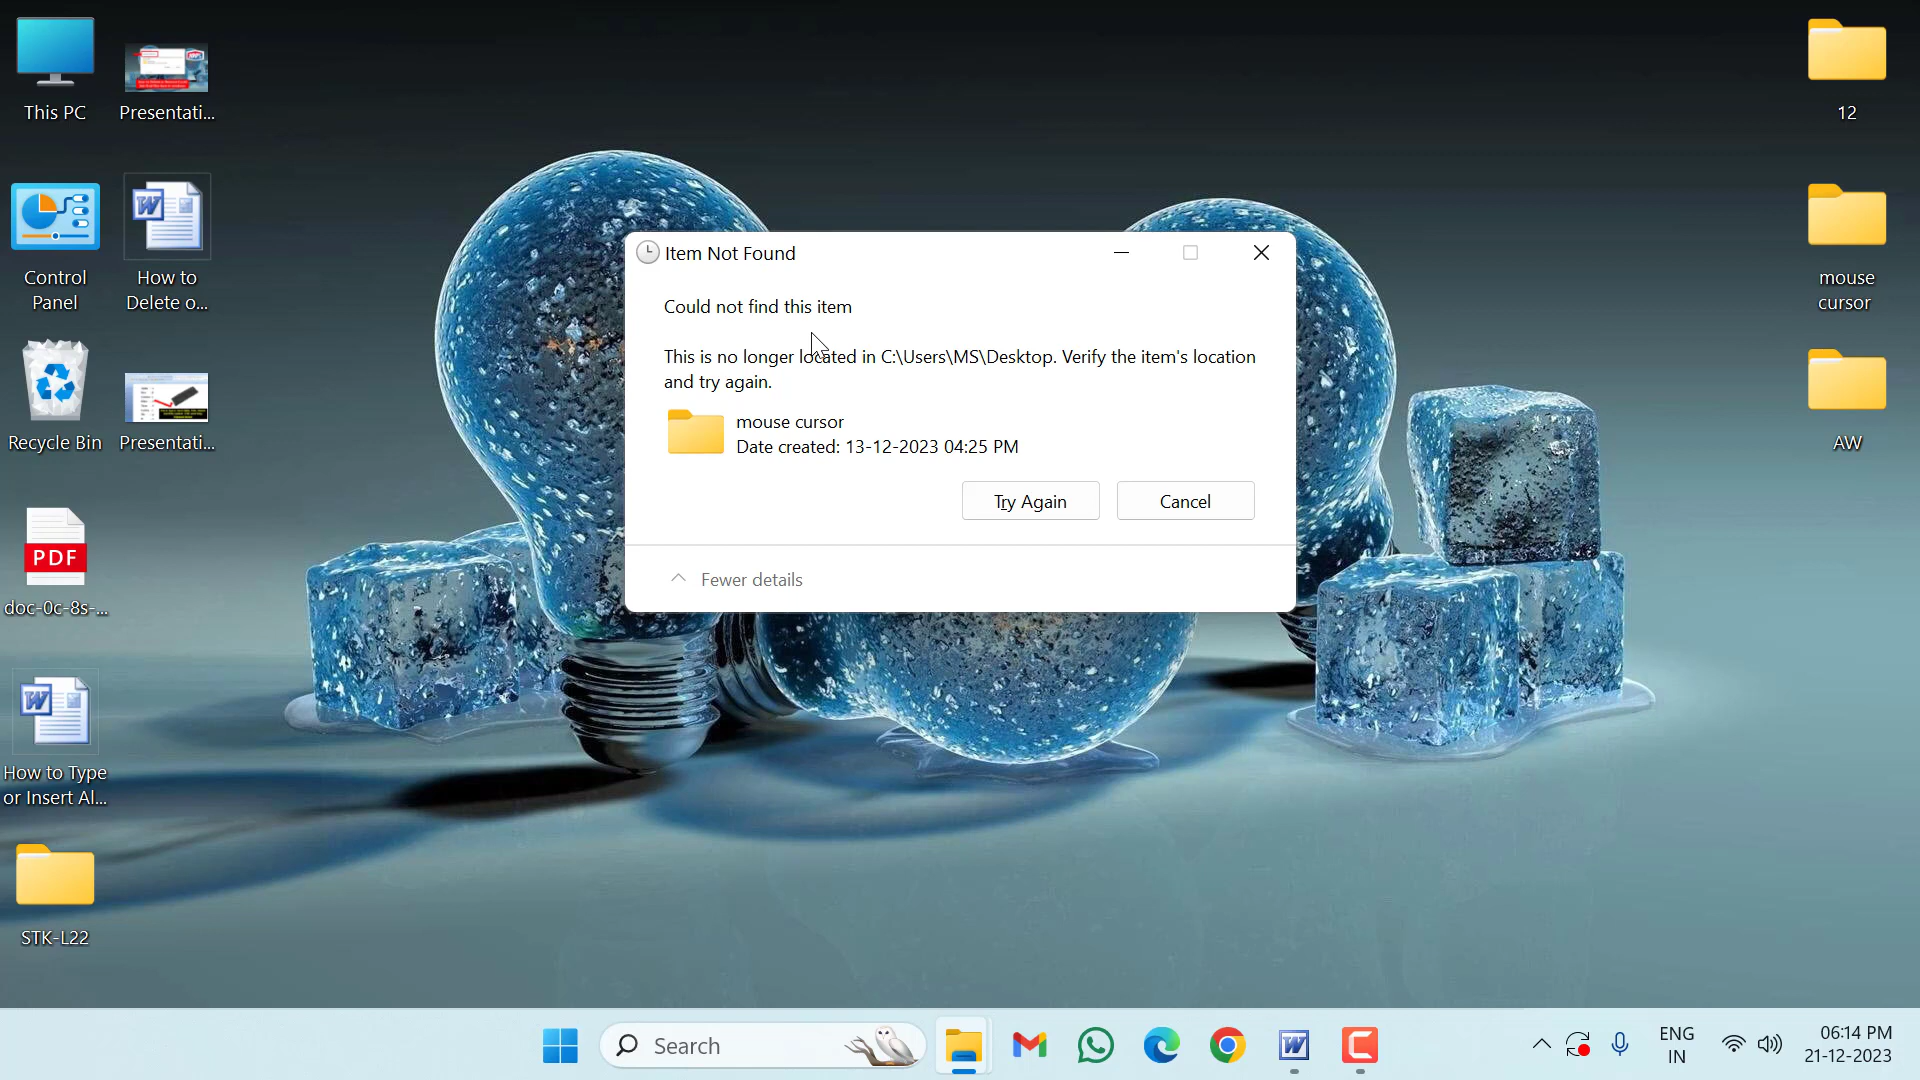 This PC
Presentati...
Control
Panel
How to
Delete o...
Recycle Bin
Presentati...
PDF
doc-0c-8s-...
How to Type
or Insert Al...
STK-L22
12
mouse
cursor
AW
Item Not Found
Could not find this item
This is no longer located in C:\Users\MS\Desktop. Verify the item's location
and try again.
mouse cursor
Date created: 13-12-2023 04:25 PM
Try Again
Cancel
Fewer details
Search
ENG
IN
06:14 PM
21-12-2023